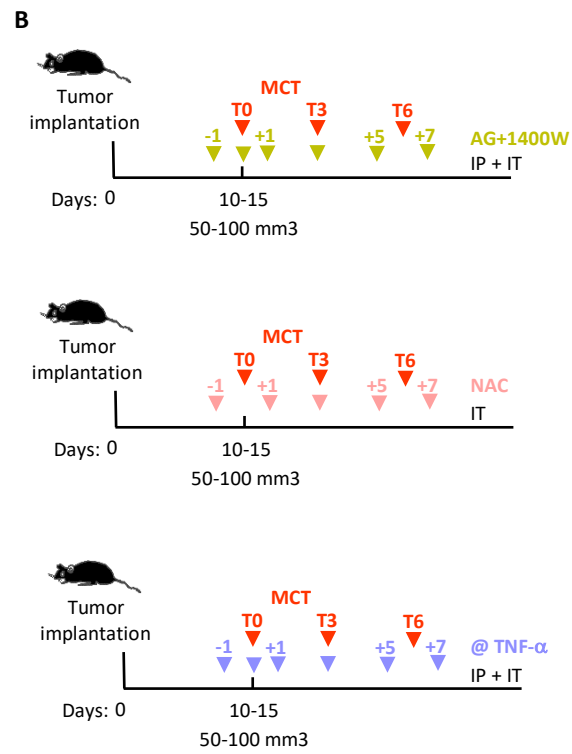 B
Tumor
implantation
MCT
T0 T3 T6
-1 +1 +5 +7 AG+1400W
IP + IT
Days: 0 10-15
50-100 mm3
Tumor
implantation
MCT
T0 T3 T6
-1 +1 +5 +7 NAC
IT
Days: 0 10-15
50-100 mm3
Tumor
implantation
MCT
T0 T3 T6
-1 +1 +5 +7 @ TNF-α
IP + IT
Days: 0 10-15
50-100 mm3